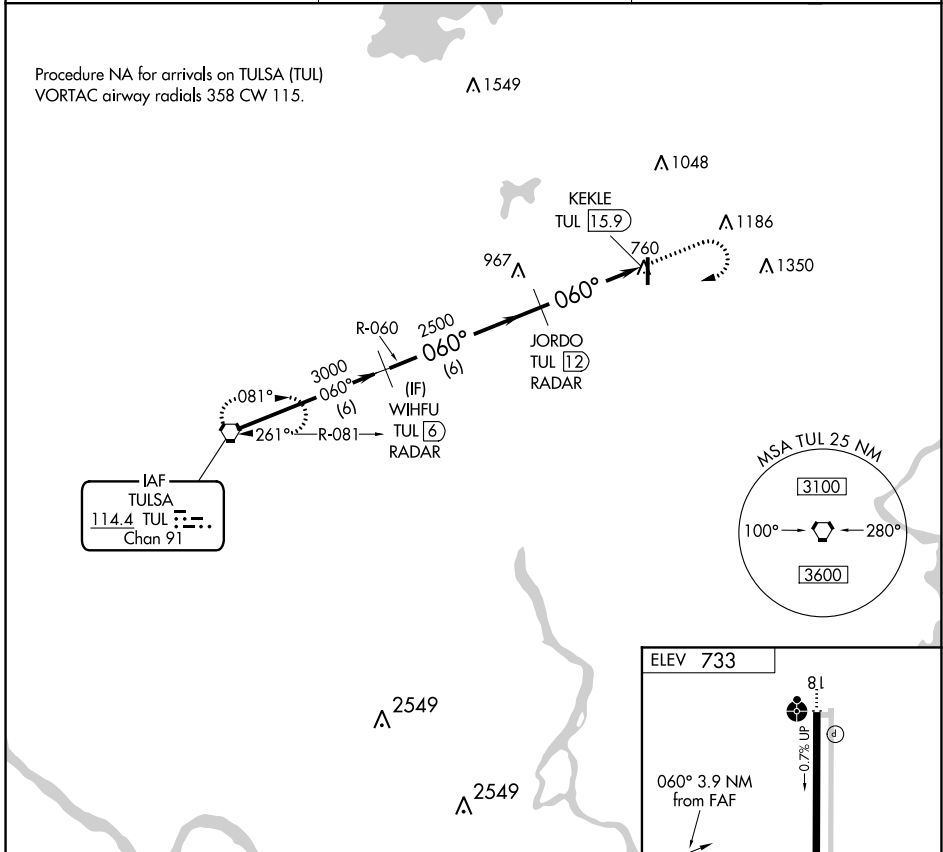 Procedure NA for arrivals on TULSA (TUL)
VORTAC airway radials 358 CW 115.
1549
1048
KEKLE
TUL 15.9
1186
760
1350
967
060°
R-060
2500
060°
(6)
JORDO
TUL 12
RADAR
3000
060°
(6)
(IF)
WIHFU
TUL 6
RADAR
081°
261°
R-081
IAF
TULSA
114.4 TUL
Chan 91
MSA TUL 25 NM
3100
100°
280°
3600
2549
2549
ELEV 733
18
P
0.7% UP
060° 3.9 NM
from FAF